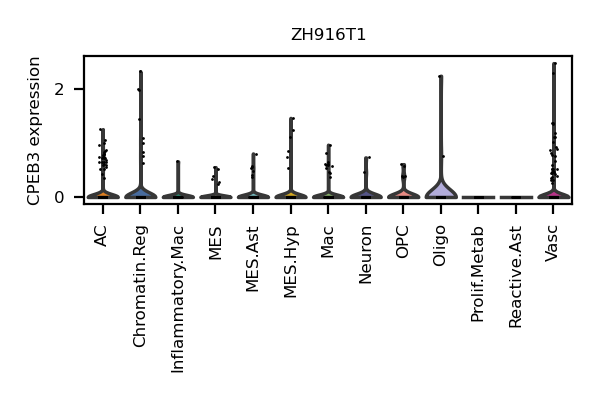 ZH916T1
CPEB3 expression
2
0
AC
Chromatin.Reg
Inflammatory.Mac
MES
MES.Ast
MES.Hyp
Mac
Neuron
OPC
Oligo
Prolif.Metab
Reactive.Ast
Vasc